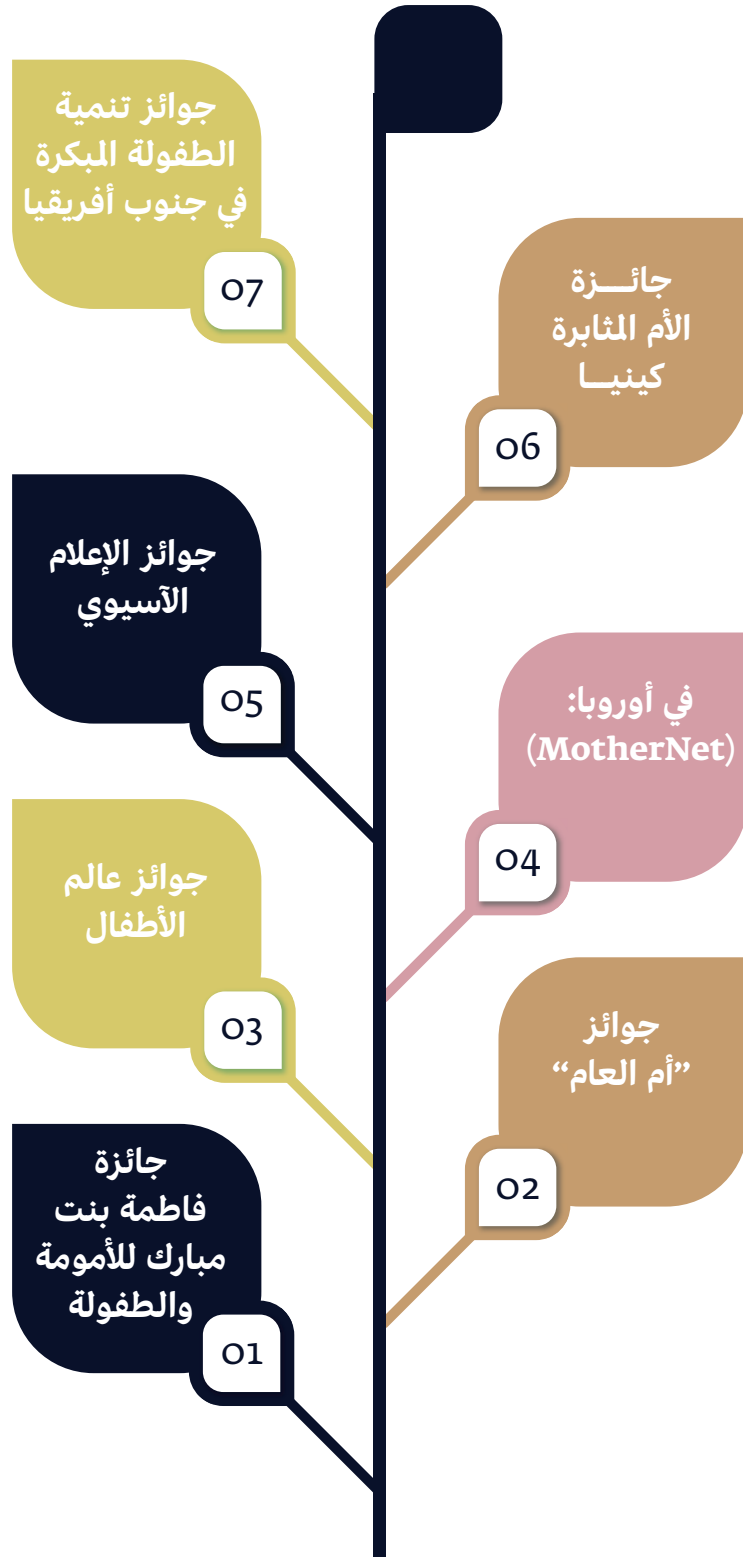 جوائز تنمية
الطفولة المبكرة
في جنوب أفريقيا
07
جائـــزة
الأم المثابرة
كينيـــا
06
جوائز الإعلام
الآسيوي
05
في أوروبا:
(MotherNet)
04
جوائز عالم
الأطفال
03
جوائز
”أم العام“
02
جائزة
فاطمة بنت
مبارك للأمومة
والطفولة
01